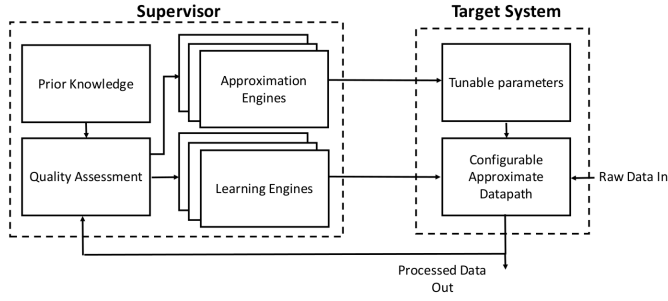 Supervisor
Target System
Prior Knowledge
Approximation
Engines
Tunable parameters
Quality Assessment
Learning Engines
Configurable
Approximate
Datapath
Raw Data In
Processed Data
Out